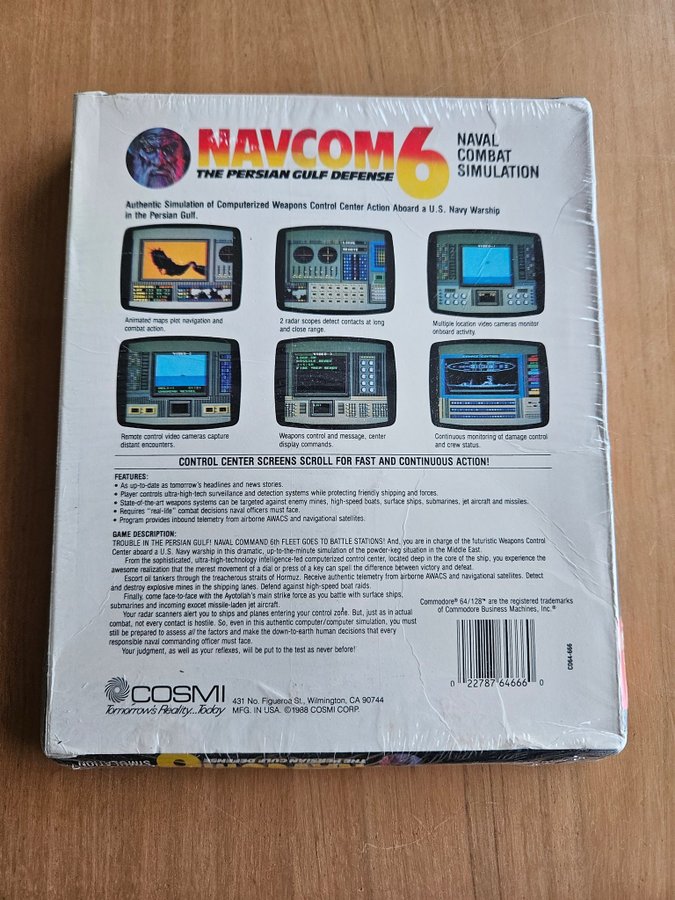 NAVCOM 6
THE PERSIAN GULF DEFENSE
NAVAL
COMBAT
SIMULATION
Authentic Simulation of Computerized Weapons Control Center Action Aboard a U.S. Navy Warship
in the Persian Gulf.
Animated maps plot navigation and
combat action.
2 radar scopes detect contacts at long
and close range.
VIDEO-1
Multiple location video cameras monitor
onboard activity.
VIDEO-2
Remote control video cameras capture
distant encounters.
Weapons control and message, center
display commands.
Continuous monitoring of damage control
and crew status.
CONTROL CENTER SCREENS SCROLL FOR FAST AND CONTINUOUS ACTION!
FEATURES:
• As up-to-date as tomorrow's headlines and news stories.
• Player controls ultra-high-tech surveillance and detection systems while protecting friendly shipping and forces.
• State-of-the-art weapons systems can be targeted against enemy mines, high-speed boats, surface ships, submarines, jet aircraft and missiles.
• Requires "real-life" combat decisions naval officers must face.
• Program provides inbound telemetry from airborne AWACS and navigational satellites.
GAME DESCRIPTION:
TROUBLE IN THE PERSIAN GULF! NAVAL COMMAND 6th FLEET GOES TO BATTLE STATIONS! And, you are in charge of the futuristic Weapons Control
Center aboard a U.S. Navy warship in this dramatic, up-to-the-minute simulation of the powder-keg situation in the Middle East.
From the sophisticated, ultra-high-technology intelligence-fed computerized control center, located deep in the core of the ship, you experience the
awesome realization that the merest movement of a dial or press of a key can spell the difference between victory and defeat.
Escort oil tankers through the treacherous straits of Hormuz. Receive authentic telemetry from airborne AWACS and navigational satellites. Detect
and destroy explosive mines in the shipping lanes. Defend against high-speed boat raids.
Finally, come face-to-face with the Ayotollah's main strike force as you battle with surface ships,
submarines and incoming exocet missile-laden jet aircraft.
Your radar scanners alert you to ships and planes entering your control zone. But, just as in actual
combat, not every contact is hostile. So, even in this authentic computer/computer simulation, you must
still be prepared to assess all the factors and make the down-to-earth human decisions that every
responsible naval commanding officer must face.
Your judgment, as well as your reflexes, will be put to the test as never before!
Commodore® 64/128™ are the registered trademarks
of Commodore Business Machines, Inc.®
CD64-666
0 22787 64666 0
COSMI
Tomorrow's Reality...Today
431 No. Figueroa St., Wilmington, CA 90744
MFG. IN USA. ©1988 COSMI CORP.
SIMULATION
6
NAVCOM
THE PERSIAN GULF DEFENSE